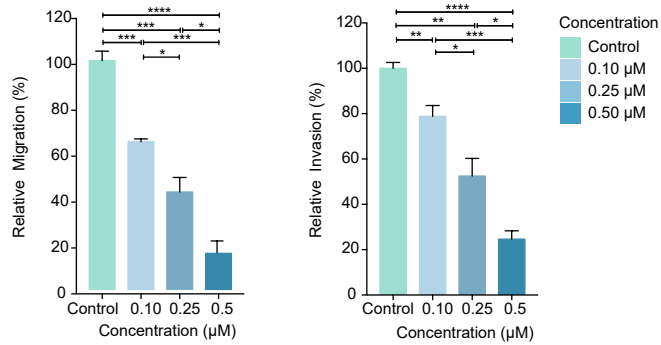 Relative Migration (%)
120
100
80
60
40
20
0
****
*** *
*** ***
*
Control 0.10 0.25 0.5
Concentration (μM)
Relative Invasion (%)
120
100
80
60
40
20
0
****
** *
** ***
*
Control 0.10 0.25 0.5
Concentration (μM)
Concentration
Control
0.10 μM
0.25 μM
0.50 μM